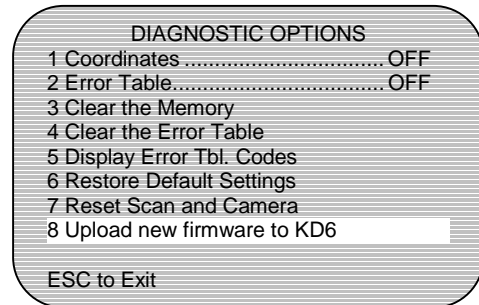 DIAGNOSTIC OPTIONS
1 Coordinates ................................. OFF
2 Error Table................................... OFF
3 Clear the Memory
4 Clear the Error Table
5 Display Error Tbl. Codes
6 Restore Default Settings
7 Reset Scan and Camera
8 Upload new firmware to KD6
ESC to Exit